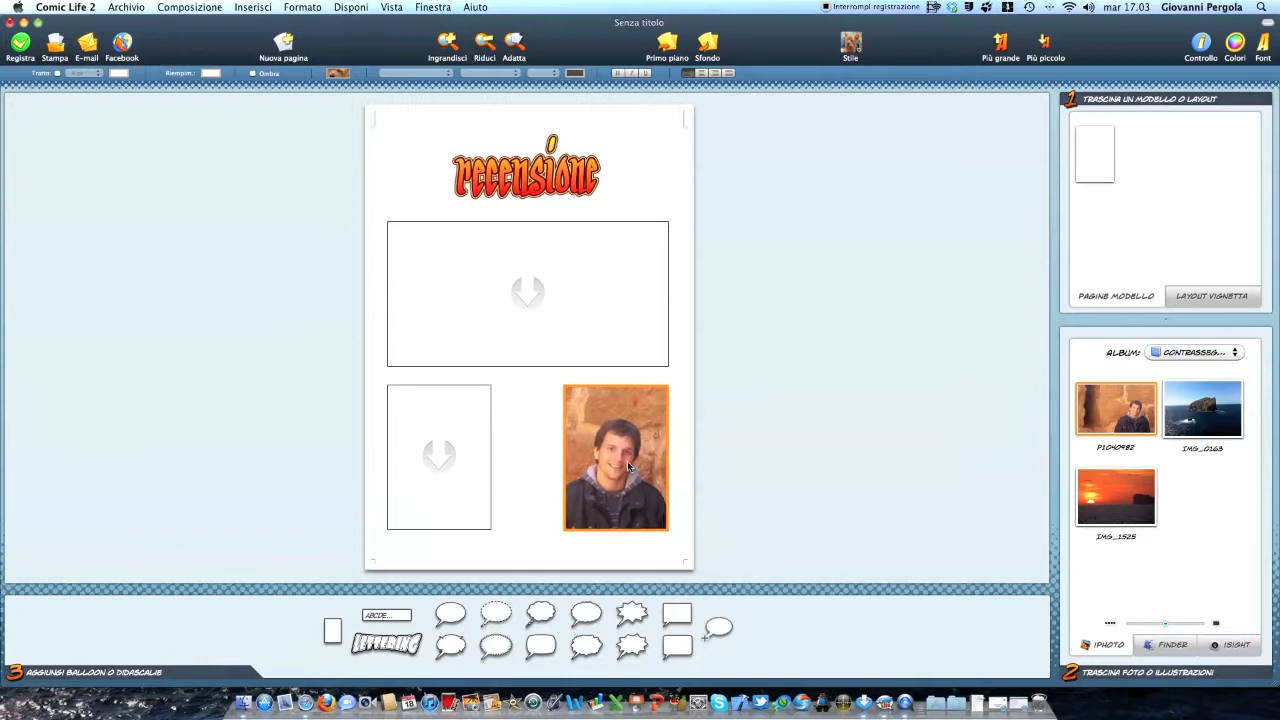 Comic Life 2 Archivio Composizione Inserisci Formato Disponi Vista Finestra Aiuto Interrompi registrazione mar 17.03 Giovanni Pergola
Senza titolo
Registra Stampa E-mail Facebook Nuova pagina Ingrandisci Riduci Adatta Primo piano Sfondo Stile Più grande Più piccolo Controllo Colori Font
Tratto: Riempim.: Ombra B I U
1 TRASCINA UN MODELLO O LAYOUT
recensione
PAGINE MODELLO LAYOUT VIGNETTA
ALBUM: CONTRASSEG...
P1040982 IMG_0163
IMG_1525
ABCDE...
LETTERING
IPHOTO FINDER ISIGHT
3 AGGIUNGI BALLOON O DIDASCALIE
2 TRASCINA FOTO O ILLUSTRAZIONI